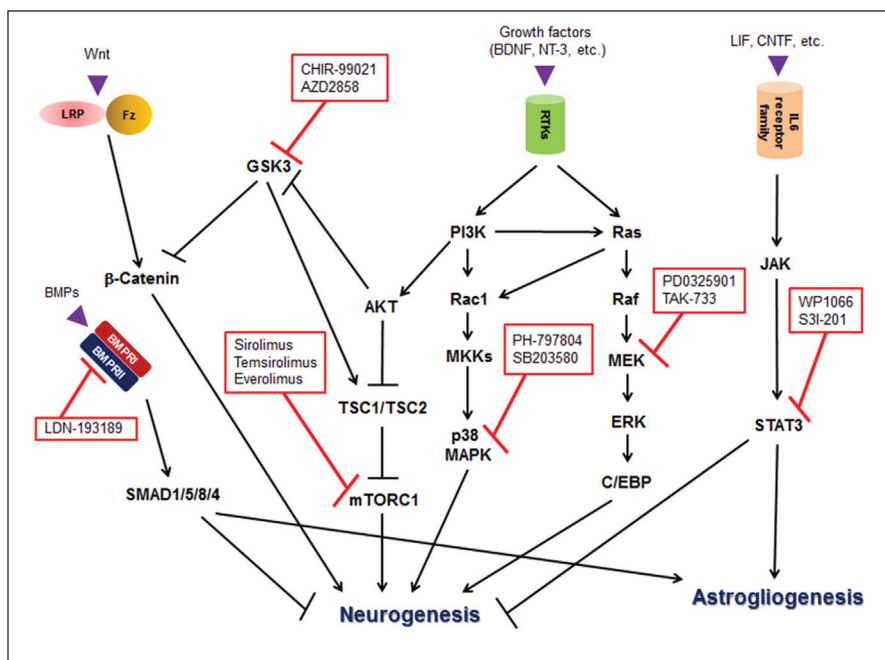 Wnt
LRP
Fz
CHIR-99021
AZD2858
Growth factors
(BDNF, NT-3, etc.)
RTKs
LIF, CNTF, etc.
IL6
receptor
family
GSK3
PI3K
Ras
JAK
β-Catenin
AKT
Rac1
Raf
PD0325901
TAK-733
WP1066
S3I-201
BMPs
BMPRI
BMPRII
Sirolimus
Temsirolimus
Everolimus
MKKs
PH-797804
SB203580
MEK
TSC1/TSC2
LDN-193189
p38
MAPK
ERK
STAT3
SMAD1/5/8/4
mTORC1
C/EBP
Neurogenesis
Astrogliogenesis